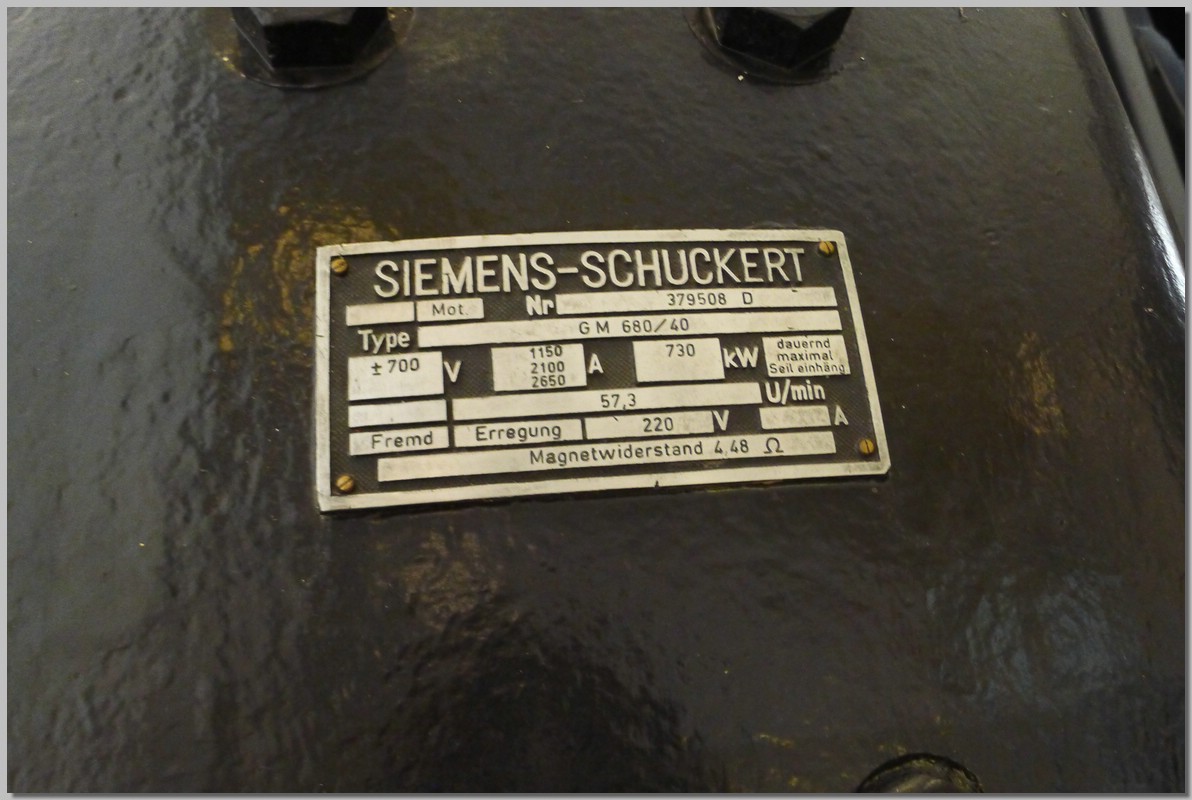 SIEMENS-SCHUCKERT
Mot. Nr 379508 D
Type GM 680/40
±700 V 1150 A 730 kW dauernd
2100 maximal
2650 Seil einhäng
57,3 U/min
Fremd Erregung 220 V A
Magnetwiderstand 4,48 Ω